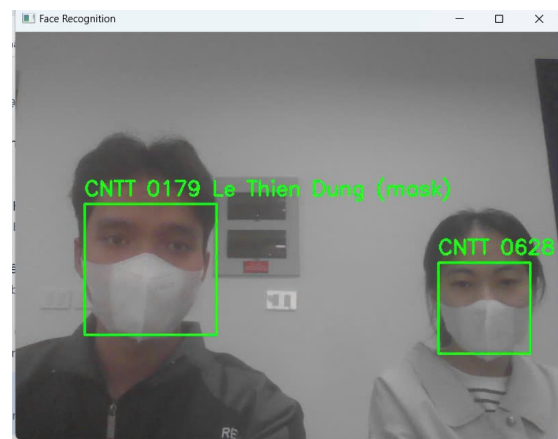 Face Recognition
CNTT 0179 Le Thien Dung (mask)
CNTT 0628
RE